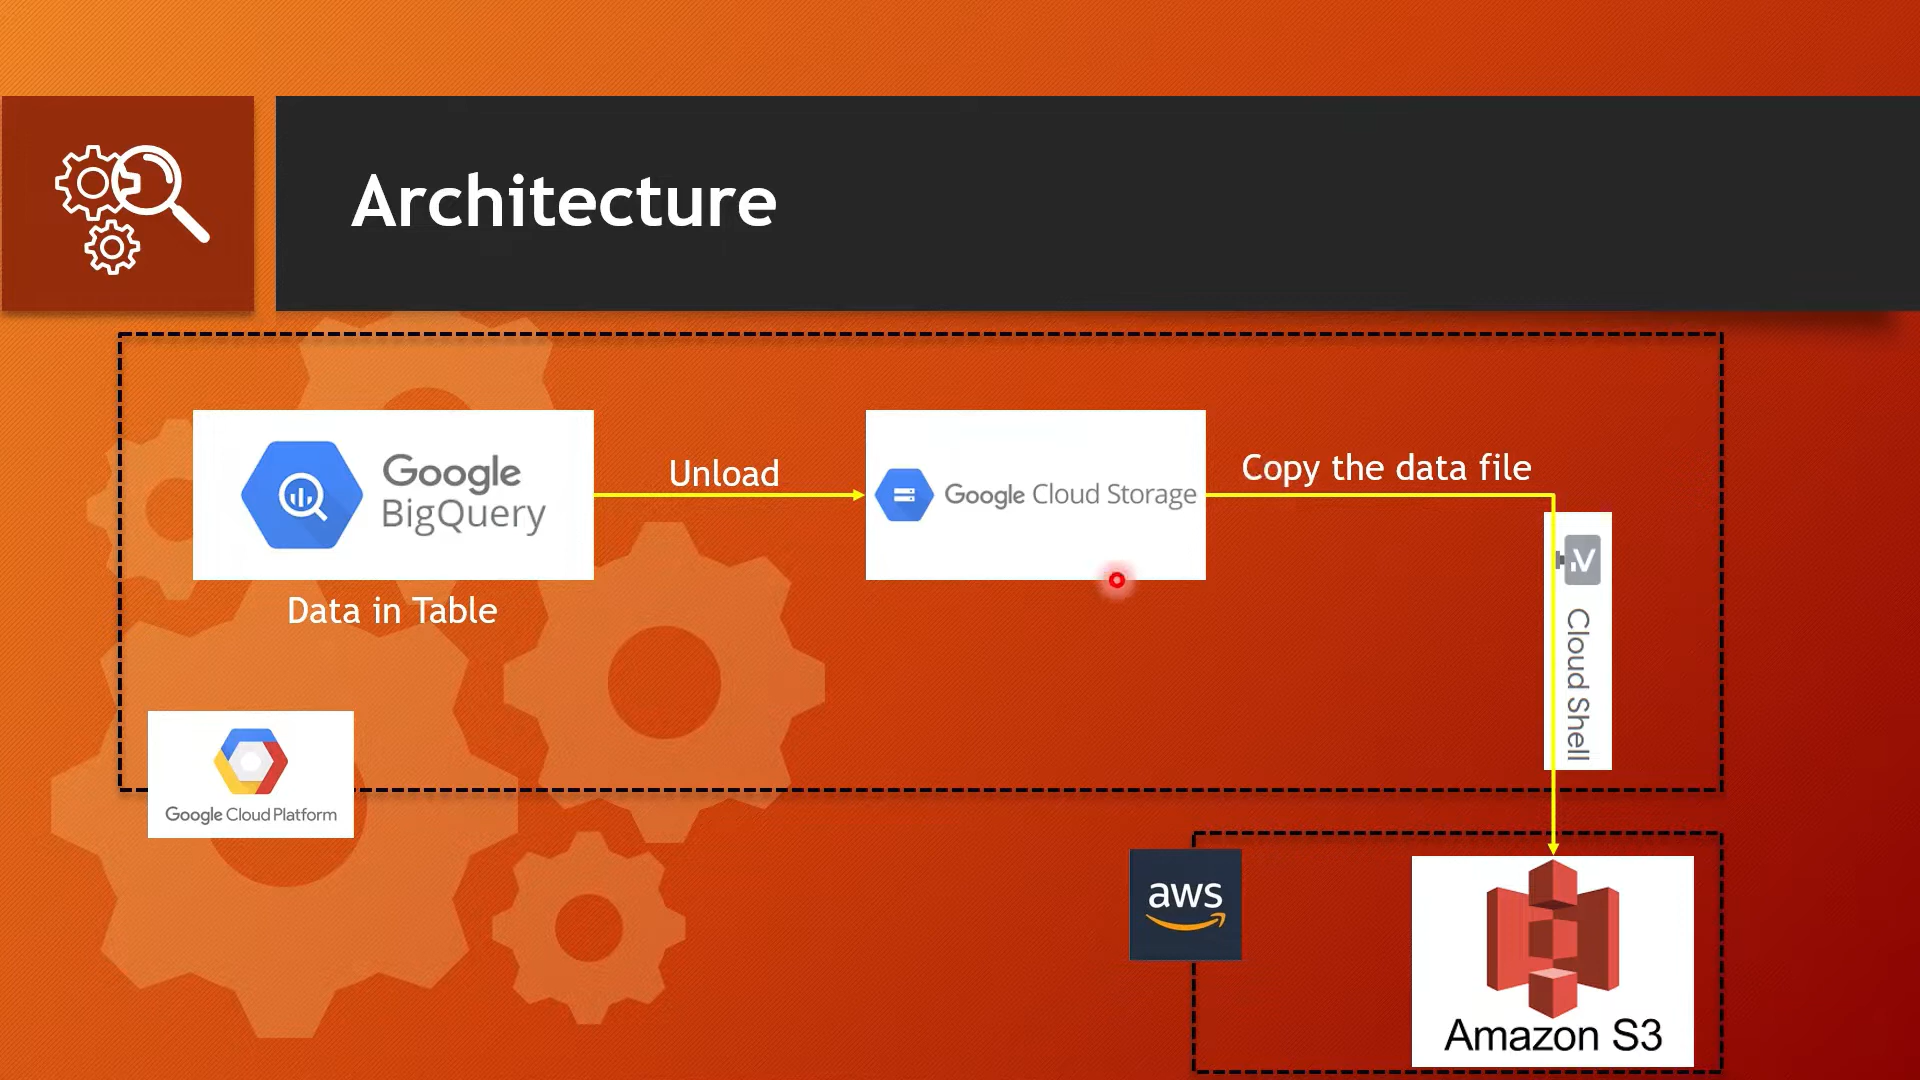 Architecture
Google
BigQuery
Unload
Google Cloud Storage
Copy the data file
Data in Table
Cloud Shell
Google Cloud Platform
aws
Amazon S3